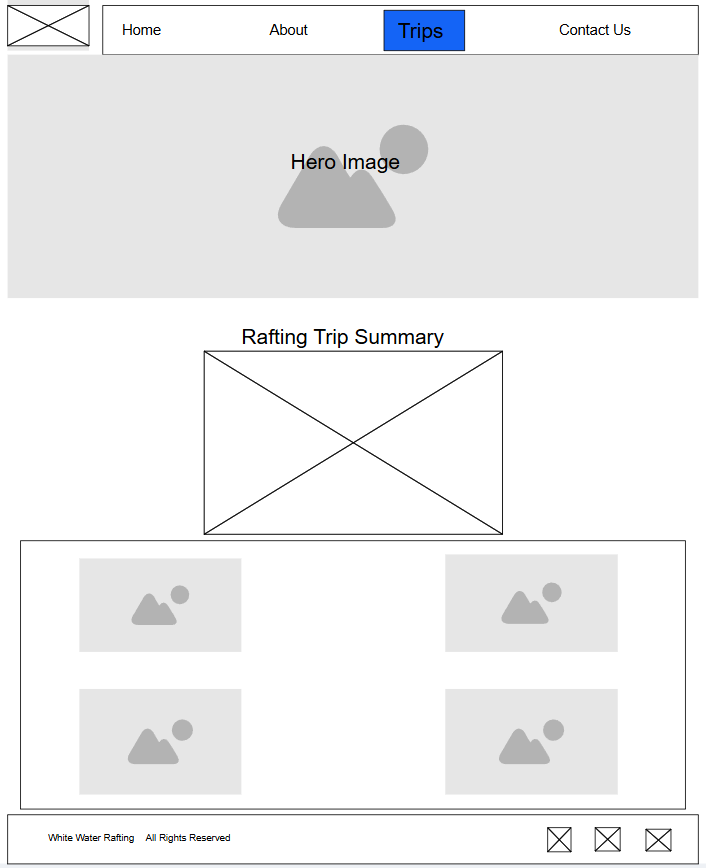 Home About Trips Contact Us
Hero Image
Rafting Trip Summary
White Water Rafting All Rights Reserved